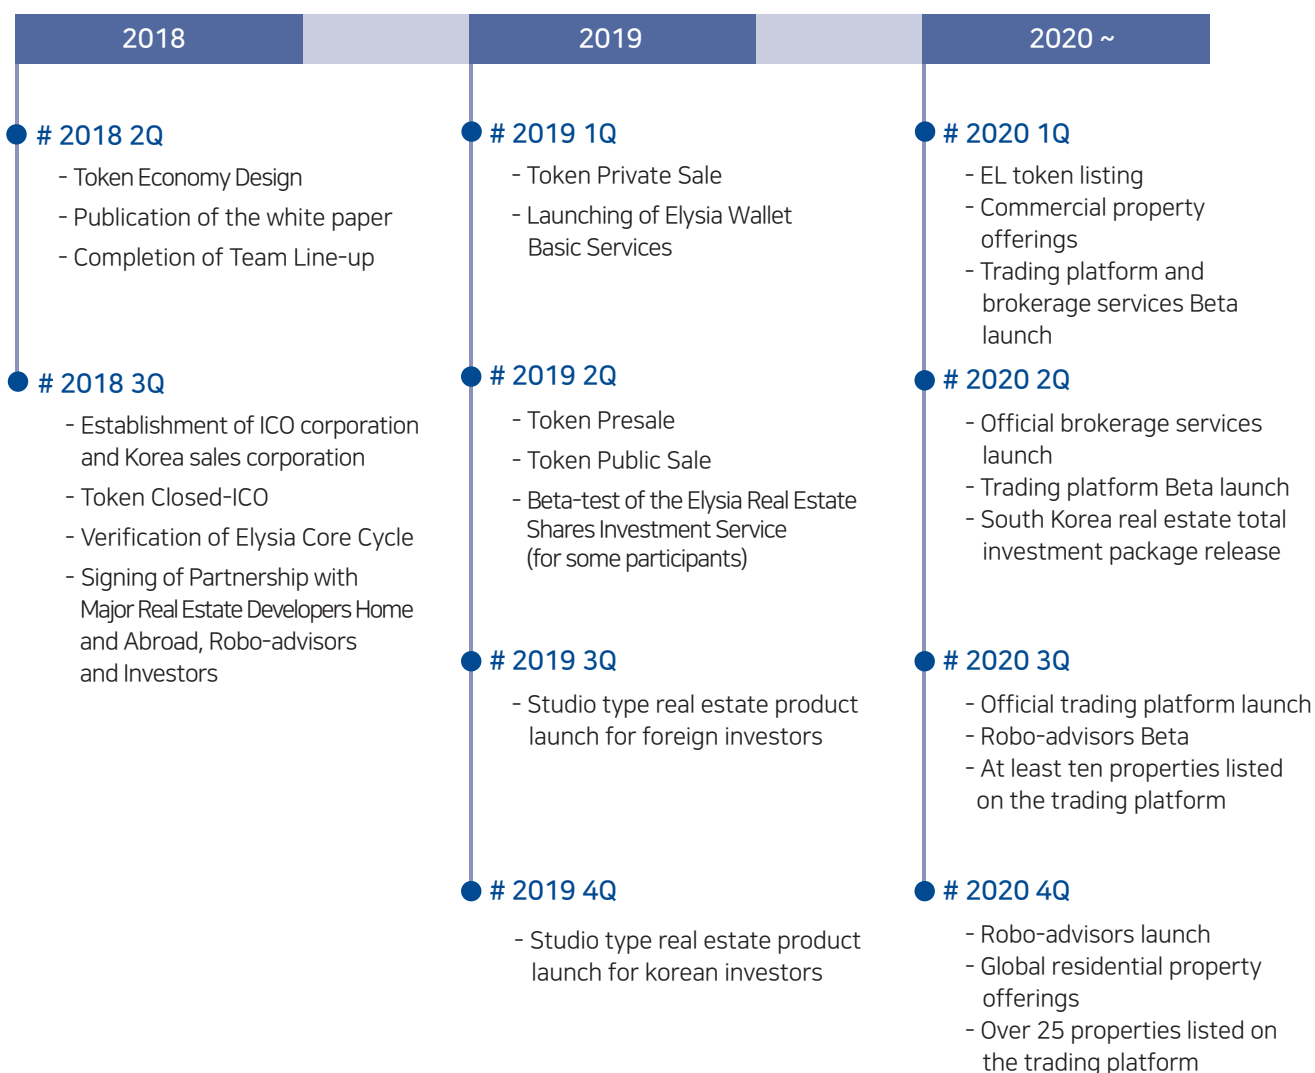 2018
# 2018 2Q
- Token Economy Design
- Publication of the white paper
- Completion of Team Line-up
# 2018 3Q
- Establishment of ICO corporation
and Korea sales corporation
- Token Closed-ICO
- Verification of Elysia Core Cycle
- Signing of Partnership with
Major Real Estate Developers Home
and Abroad, Robo-advisors
and Investors
2019
# 2019 1Q
- Token Private Sale
- Launching of Elysia Wallet
Basic Services
# 2019 2Q
- Token Presale
- Token Public Sale
- Beta-test of the Elysia Real Estate
Shares Investment Service
(for some participants)
# 2019 3Q
- Studio type real estate product
launch for foreign investors
# 2019 4Q
- Studio type real estate product
launch for korean investors
2020 ~
# 2020 1Q
- EL token listing
- Commercial property
offerings
- Trading platform and
brokerage services Beta
launch
# 2020 2Q
- Official brokerage services
launch
- Trading platform Beta launch
- South Korea real estate total
investment package release
# 2020 3Q
- Official trading platform launch
- Robo-advisors Beta
- At least ten properties listed
on the trading platform
# 2020 4Q
- Robo-advisors launch
- Global residential property
offerings
- Over 25 properties listed on
the trading platform